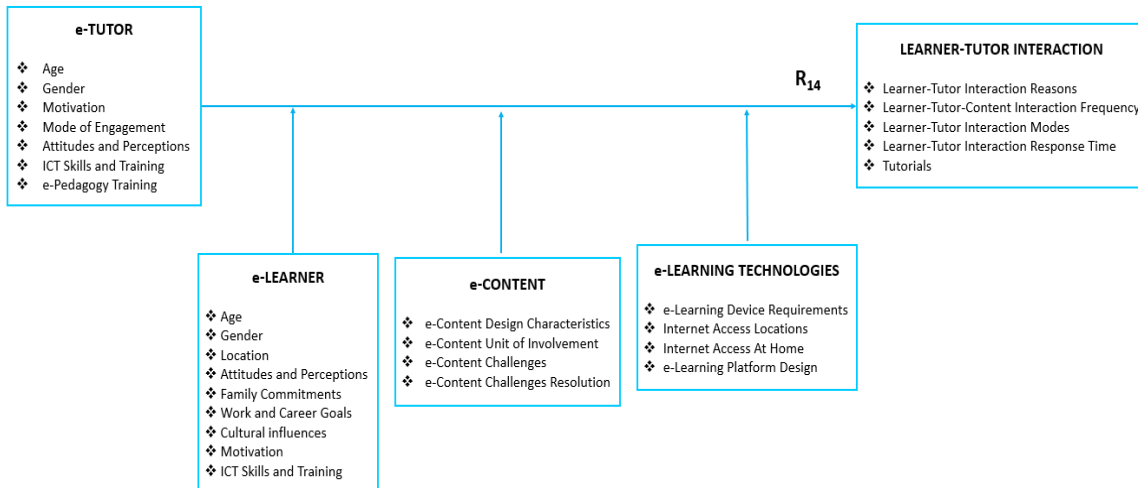 e-TUTOR
❖ Age
❖ Gender
❖ Motivation
❖ Mode of Engagement
❖ Attitudes and Perceptions
❖ ICT Skills and Training
❖ e-Pedagogy Training
R14
LEARNER-TUTOR INTERACTION
❖ Learner-Tutor Interaction Reasons
❖ Learner-Tutor-Content Interaction Frequency
❖ Learner-Tutor Interaction Modes
❖ Learner-Tutor Interaction Response Time
❖ Tutorials
e-LEARNER
❖ Age
❖ Gender
❖ Location
❖ Attitudes and Perceptions
❖ Family Commitments
❖ Work and Career Goals
❖ Cultural influences
❖ Motivation
❖ ICT Skills and Training
e-CONTENT
❖ e-Content Design Characteristics
❖ e-Content Unit of Involvement
❖ e-Content Challenges
❖ e-Content Challenges Resolution
e-LEARNING TECHNOLOGIES
❖ e-Learning Device Requirements
❖ Internet Access Locations
❖ Internet Access At Home
❖ e-Learning Platform Design